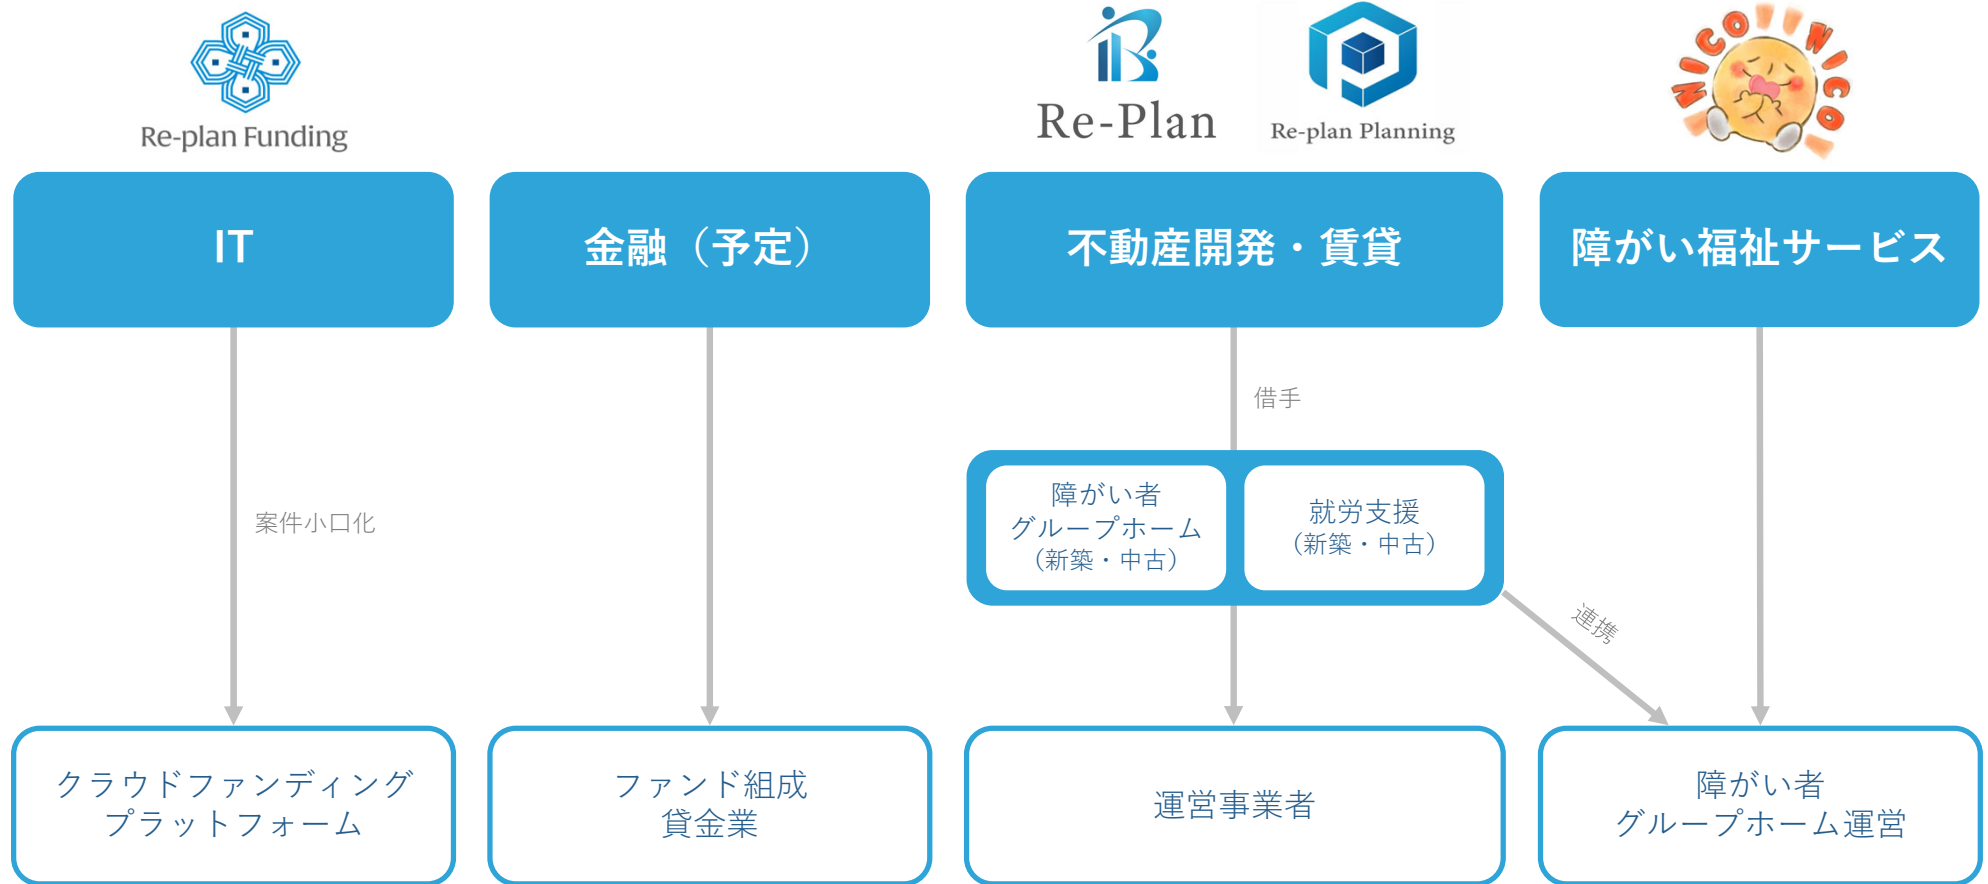 Re-plan Funding
Re-Plan
Re-plan Planning
NICO NICO
IT
金融（予定）
不動産開発・賃貸
障がい福祉サービス
借手
案件小口化
障がい者
グループホーム
（新築・中古）
就労支援
（新築・中古）
連携
クラウドファンディング
プラットフォーム
ファンド組成
貸金業
運営事業者
障がい者
グループホーム運営